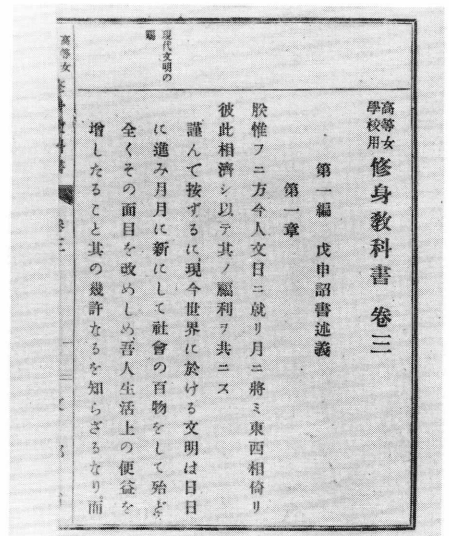 高等女
學校用 修身教科書 卷三
第一編 戊申詔書述義
第一章
朕惟フニ方今人文日ニ就リ月ニ將ミ東西相倚リ
彼此相濟シ以テ其ノ福利ヲ共ニス
現代文明の
謹んで按ずるに、現今世界に於ける文明は日日
に進み月月に新にして社會の百物をして殆ど
全くその面目を改めしめ、吾人生活上の便益を
增したること其の幾許なるを知らざるなり。而
高等女
卷三